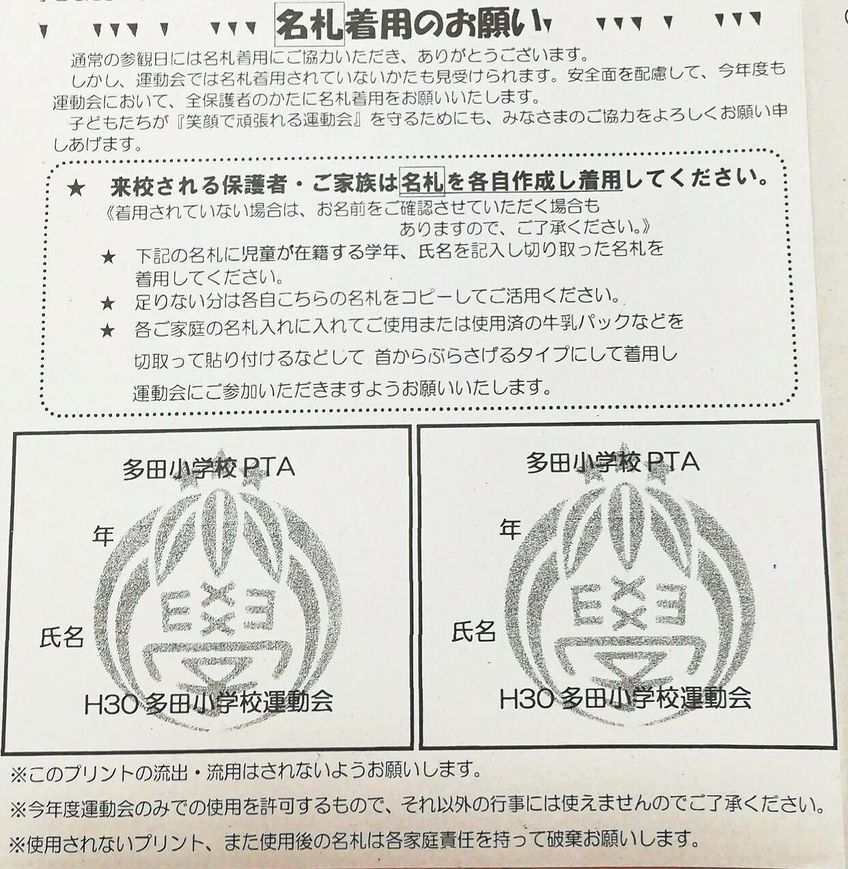 名札着用のお願い
通常の参観日には名札着用にご協力いただき、ありがとうございます。
しかし、運動会では名札着用されていないかたも見受けられます。安全面を配慮して、今年度も
運動会において、全保護者のかたに名札着用をお願いいたします。
子どもたちが『笑顔で頑張れる運動会』を守るためにも、みなさまのご協力をよろしくお願い申
しあげます。
★ 来校される保護者・ご家族は名札を各自作成し着用してください。
《着用されていない場合は、お名前をご確認させていただく場合も
ありますので、ご了承ください。》
★ 下記の名札に児童が在籍する学年、氏名を記入し切り取った名札を
着用してください。
★ 足りない分は各自こちらの名札をコピーしてご活用ください。
★ 各ご家庭の名札入れに入れてご使用または使用済の牛乳パックなどを
切取って貼り付けるなどして 首からぶらさげるタイプにして着用し
運動会にご参加いただきますようお願いいたします。
多田小学校PTA
年
氏名
H30 多田小学校運動会
多田小学校PTA
年
氏名
H30 多田小学校運動会
※このプリントの流出・流用はされないようお願いします。
※今年度運動会のみでの使用を許可するもので、それ以外の行事には使えませんのでご了承ください。
※使用されないプリント、また使用後の名札は各家庭責任を持って破棄お願いします。